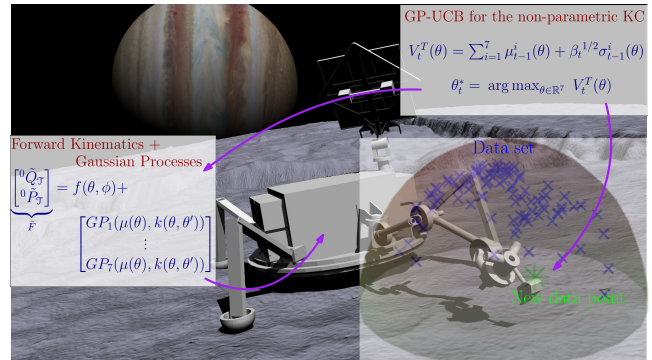 GP-UCB for the non-parametric KC
V_t^T(θ) = ∑_{i=1}^7 μ_{t-1}^i(θ) + β_t^{1/2} σ_{t-1}^i(θ)
θ_t^* = arg max_{θ∈ℝ^7} V_t^T(θ)
Forward Kinematics +
Gaussian Processes
[^0Q̃_𝒯
^0P̃_𝒯] = f(θ, ϕ)+
F̃
[GP_1(μ(θ), k(θ, θ′))
⋮
GP_7(μ(θ), k(θ, θ′))]
Data set
New data point